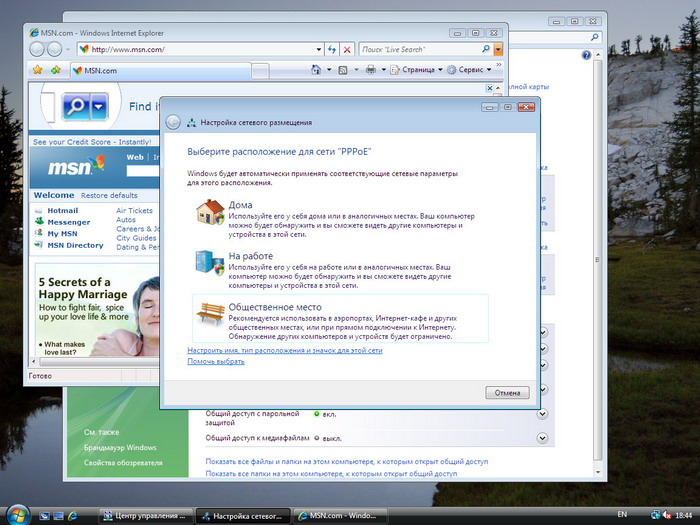 MSN.com - Windows Internet Explorer
http://www.msn.com/
Поиск "Live Search"
MSN.com
Страница
Сервис
Find i
See your Credit Score - Instantly!
msn
Web
Welcome
Restore defaults
Hotmail
Messenger
My MSN
MSN Directory
Air Tickets
Autos
Careers & Jo
City Guides
Dating & Per
5 Secrets of a
Happy Marriage
How to fight fair, spice
up your love life & more
• What makes
love last?
Готово
Настройка сетевого размещения
Выберите расположение для сети "PPPoE"
Windows будет автоматически применять соответствующие сетевые параметры
для этого расположения.
Дома
Используйте его у себя дома или в аналогичных местах. Ваш компьютер
можно будет обнаружить и вы сможете видеть другие компьютеры и
устройства в этой сети.
На работе
Используйте его у себя на работе или в аналогичных местах. Ваш
компьютер можно будет обнаружить и вы сможете видеть другие
компьютеры и устройства в этой сети.
Общественное место
Рекомендуется использовать в аэропортах, Интернет-кафе и других
общественных местах, или при прямом подключении к Интернету.
Обнаружение других компьютеров и устройств будет ограничено.
Настроить имя, тип расположения и значок для этой сети
Помочь выбрать
Отмена
олной карты
Общий доступ с парольной
защитой
вкл.
Общий доступ к медиафайлам
выкл.
См. также
Брандмауэр Windows
Свойства обозревателя
Показать все файлы и папки на этом компьютере, к которым открыт общий доступ
Показать все папки на этом компьютере, к которым открыт общий доступ
Центр управления ...
Настройка сетевог...
MSN.com - Windo...
EN
18:44